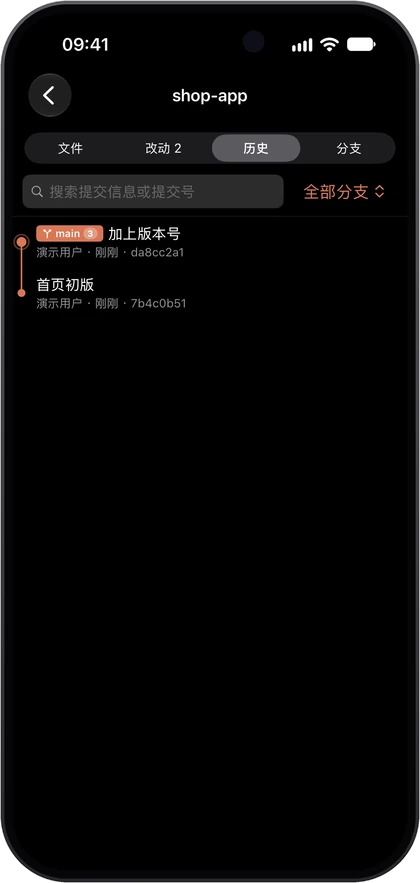 09:41
shop-app
文件 改动 2 历史 分支
搜索提交信息或提交号 全部分支
main 3 加上版本号
演示用户 · 刚刚 · da8cc2a1
首页初版
演示用户 · 刚刚 · 7b4c0b51